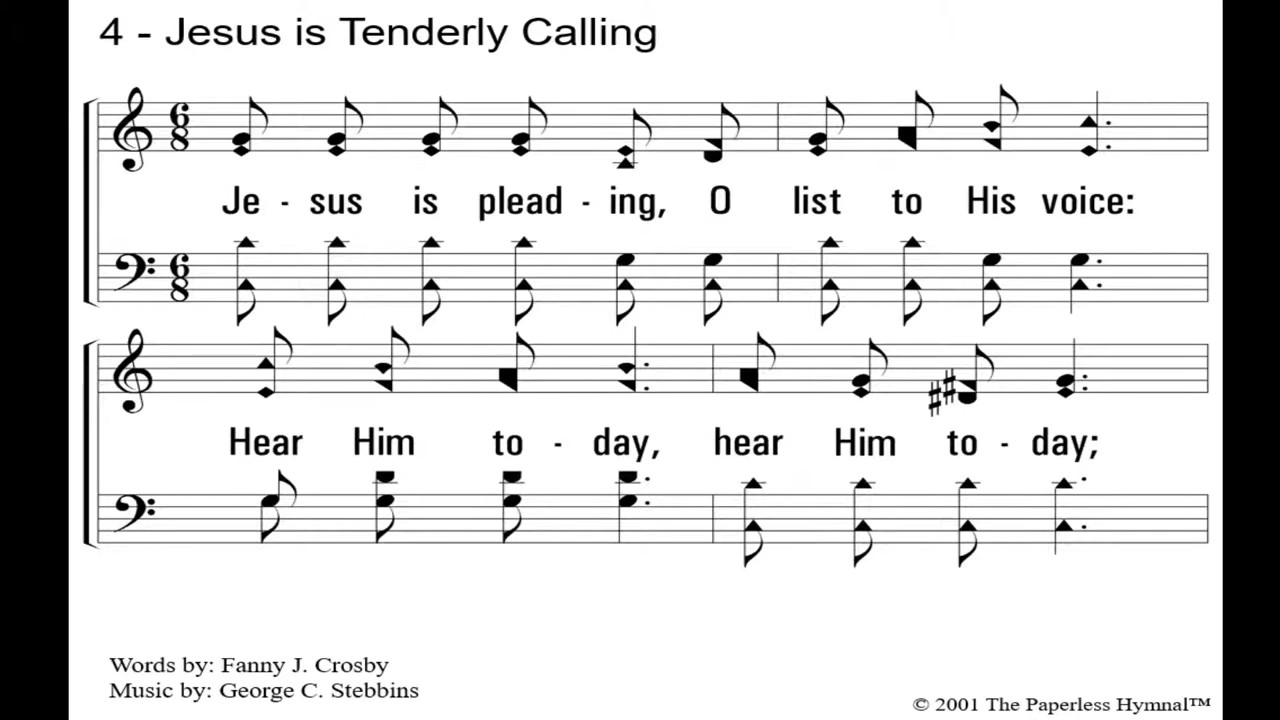 4 - Jesus is Tenderly Calling
6
8
Je - sus is plead - ing, O list to His voice:
6
8
Hear Him to - day, hear Him to - day;
Words by: Fanny J. Crosby
Music by: George C. Stebbins
© 2001 The Paperless Hymnal™